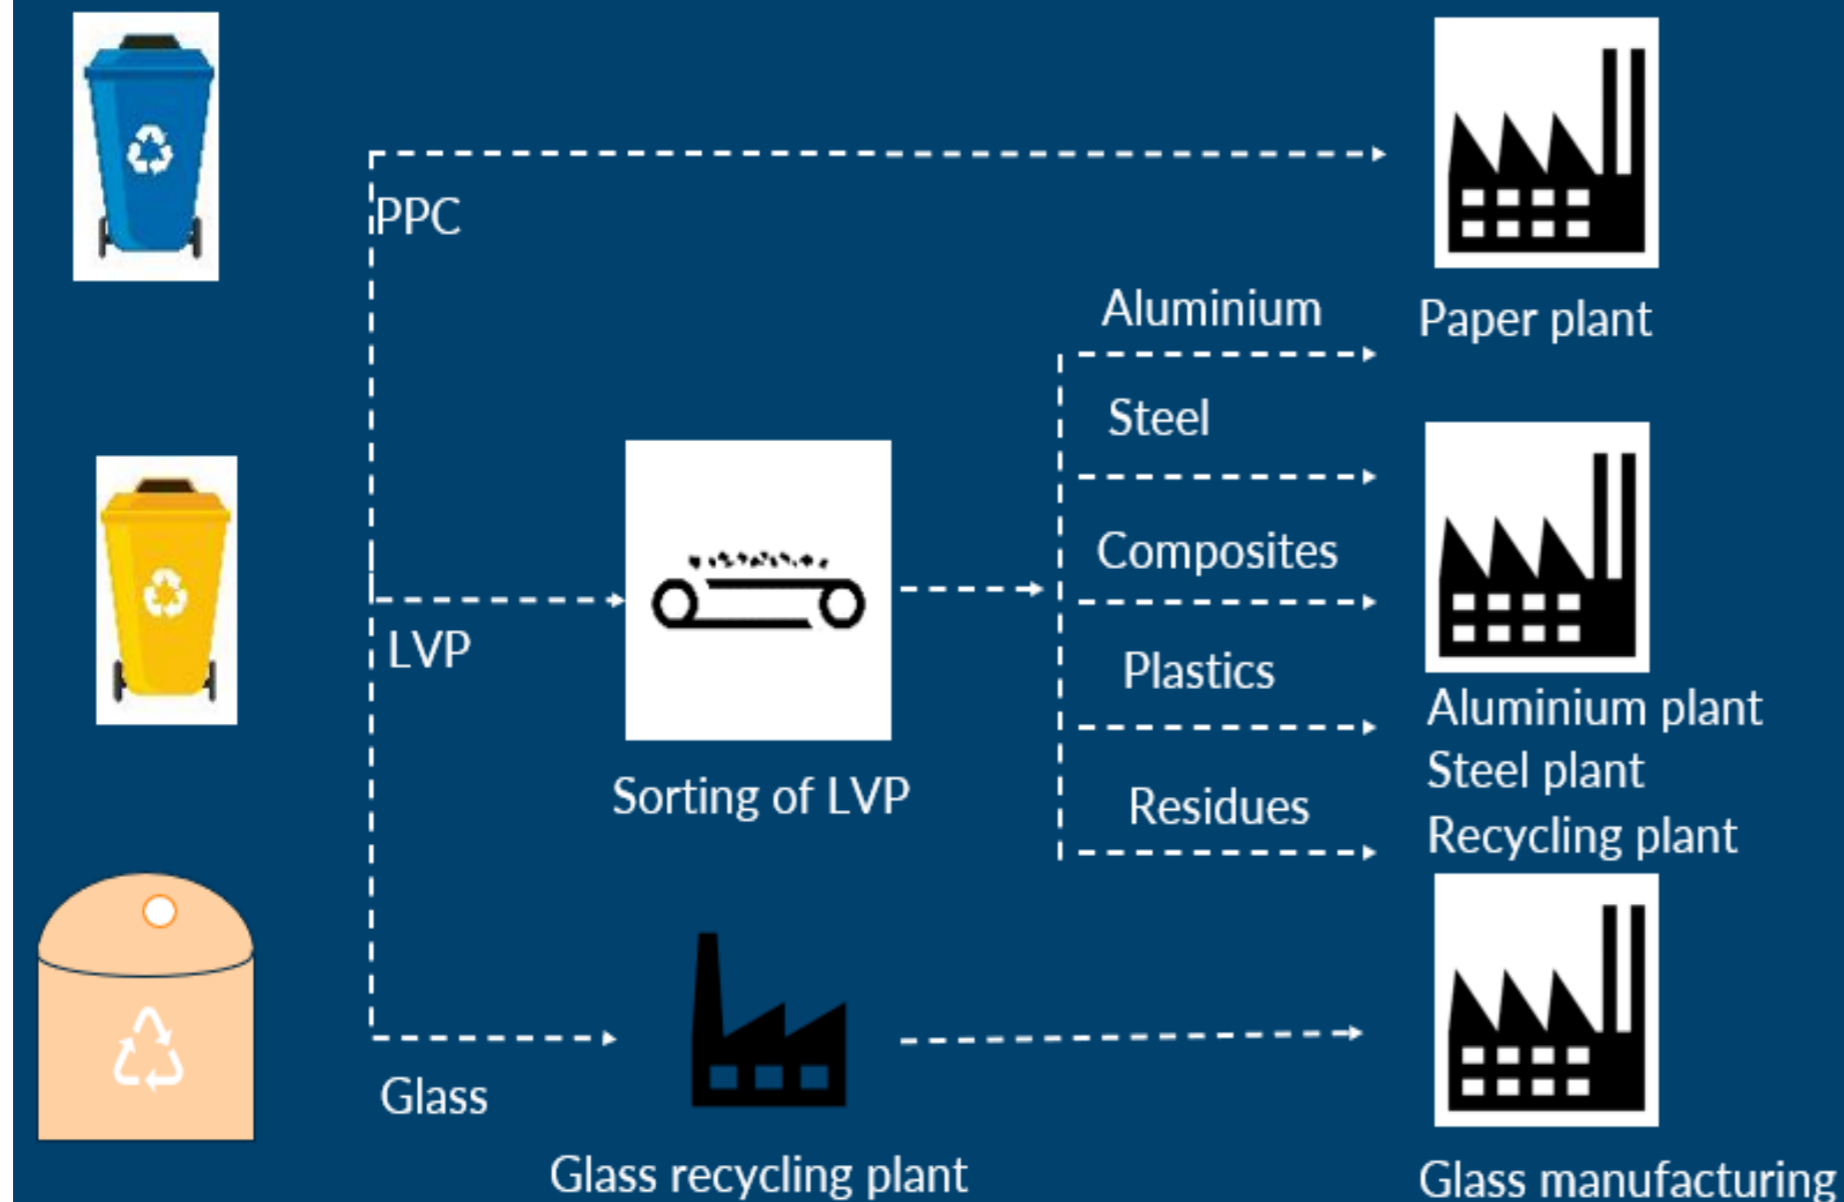 PPC
Paper plant
Aluminium
Steel
Composites
Plastics
Residues
LVP
Sorting of LVP
Aluminium plant
Steel plant
Recycling plant
Glass
Glass recycling plant
Glass manufacturing